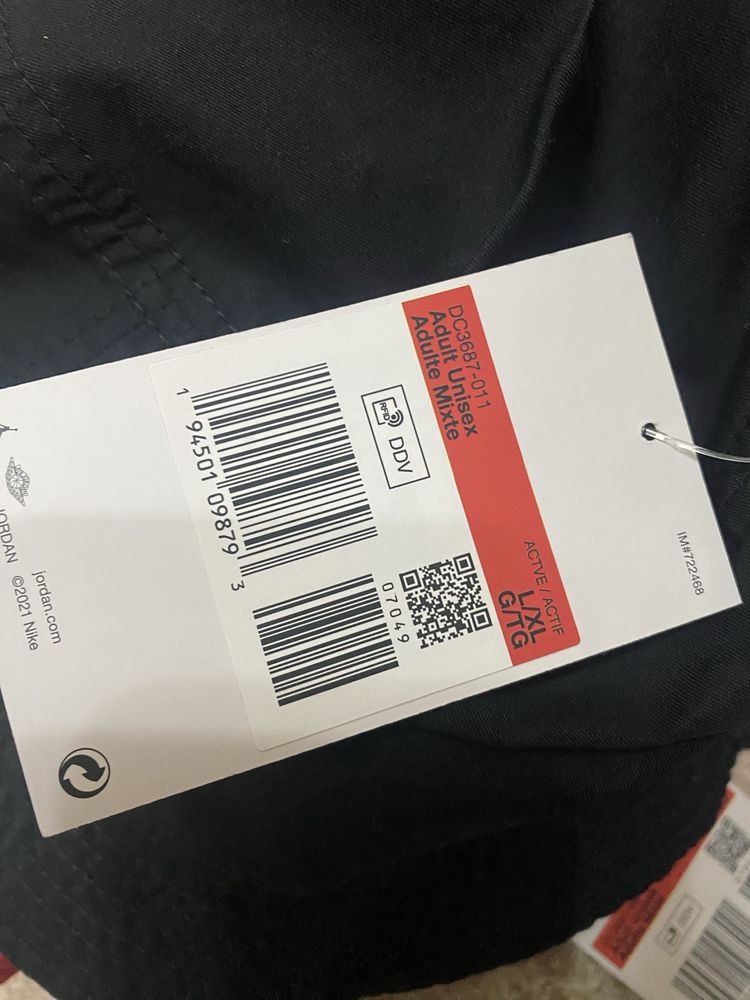 DC3687-011
Adult Unisex
Adulte Mixte
ACTVE / ACTIF
L/XL
G/TG
RFID
DDV
1 94501 09879 3
07049
IM#722468
jordan.com
JORDAN ©2021 Nike